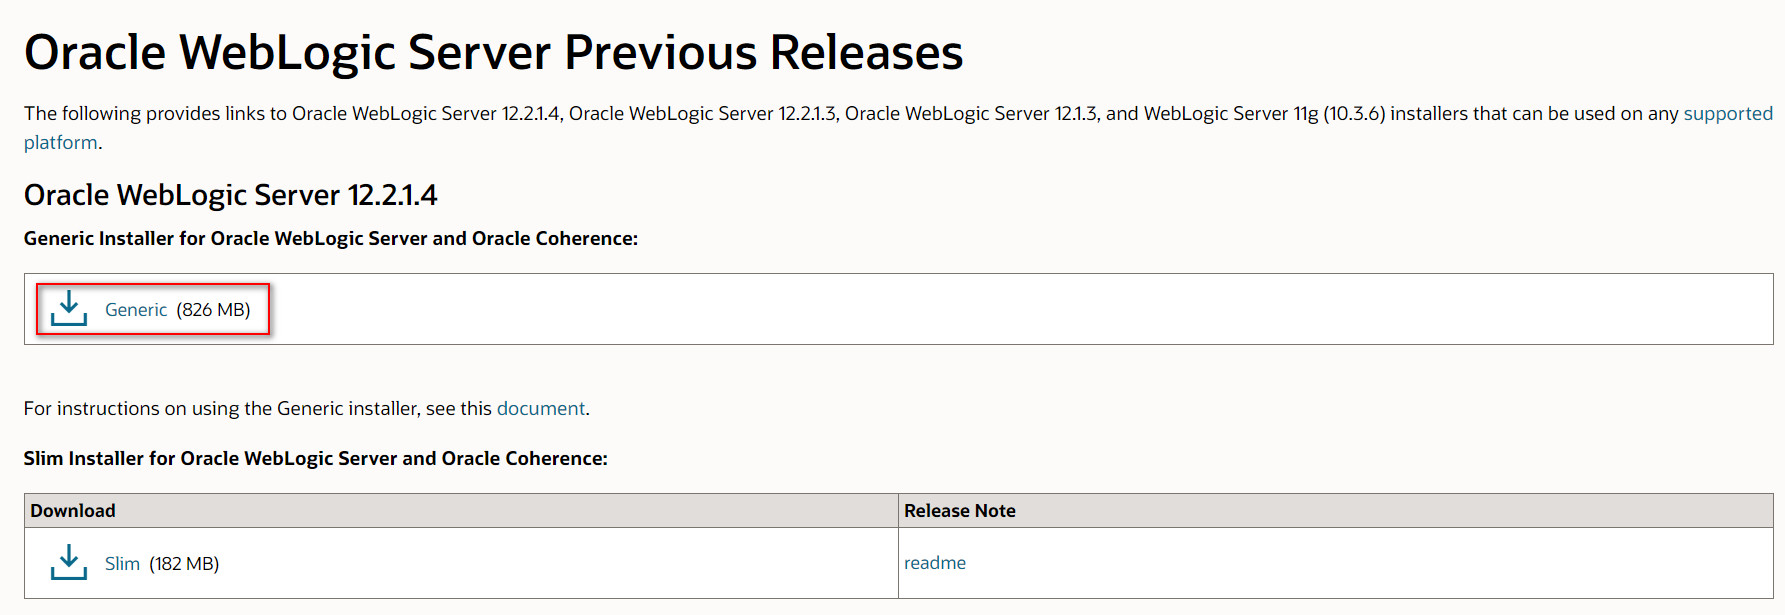 Oracle WebLogic Server Previous Releases
The following provides links to Oracle WebLogic Server 12.2.1.4, Oracle WebLogic Server 12.2.1.3, Oracle WebLogic Server 12.1.3, and WebLogic Server 11g (10.3.6) installers that can be used on any supported
platform.
Oracle WebLogic Server 12.2.1.4
Generic Installer for Oracle WebLogic Server and Oracle Coherence:
Generic (826 MB)
For instructions on using the Generic installer, see this document.
Slim Installer for Oracle WebLogic Server and Oracle Coherence:
Download Release Note
Slim (182 MB) readme